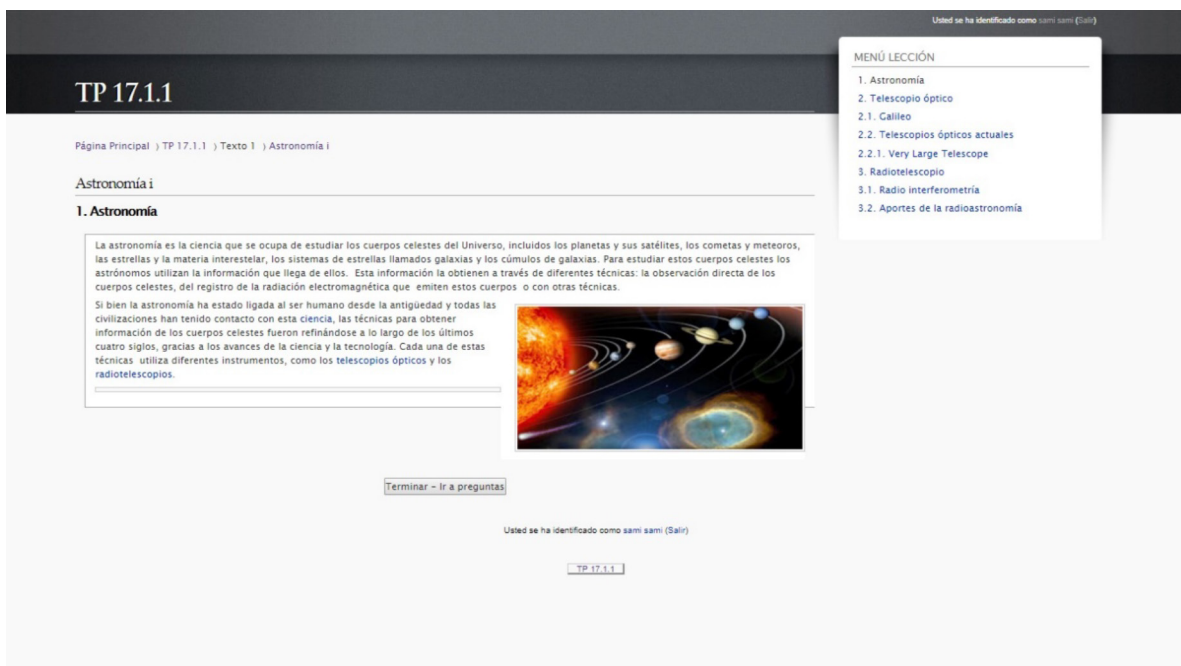 Usted se ha identificado como sami sami (Salir)
MENÚ LECCIÓN
1. Astronomía
2. Telescopio óptico
2.1. Galileo
2.2. Telescopios ópticos actuales
2.2.1. Very Large Telescope
3. Radiotelescopio
3.1. Radio interferometría
3.2. Aportes de la radioastronomía
TP 17.1.1
Página Principal 〉 TP 17.1.1 〉 Texto 1 〉 Astronomía i
Astronomía i
1. Astronomía
La astronomía es la ciencia que se ocupa de estudiar los cuerpos celestes del Universo, incluidos los planetas y sus satélites, los cometas y meteoros,
las estrellas y la materia interestelar, los sistemas de estrellas llamados galaxias y los cúmulos de galaxias. Para estudiar estos cuerpos celestes los
astrónomos utilizan la información que llega de ellos. Esta información la obtienen a través de diferentes técnicas: la observación directa de los
cuerpos celestes, del registro de la radiación electromagnética que emiten estos cuerpos o con otras técnicas.
Si bien la astronomía ha estado ligada al ser humano desde la antigüedad y todas las
civilizaciones han tenido contacto con esta ciencia, las técnicas para obtener
información de los cuerpos celestes fueron refinándose a lo largo de los últimos
cuatro siglos, gracias a los avances de la ciencia y la tecnología. Cada una de estas
técnicas utiliza diferentes instrumentos, como los telescopios ópticos y los
radiotelescopios.
Terminar - Ir a preguntas
Usted se ha identificado como sami sami (Salir)
TP 17.1.1